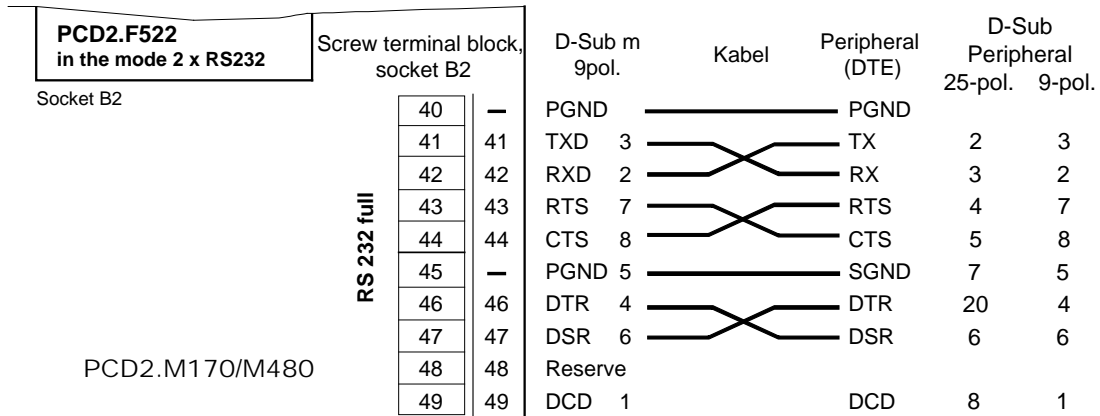 PCD2.F522
in the mode 2 x RS232
Screw terminal block, socket B2
D-Sub m 9pol.
Kabel
Peripheral (DTE)
D-Sub Peripheral
25-pol. 9-pol.
Socket B2
40 – PGND PGND
41 41 TXD 3 TX 2 3
42 42 RXD 2 RX 3 2
43 43 RTS 7 RTS 4 7
44 44 CTS 8 CTS 5 8
45 – PGND 5 SGND 7 5
46 46 DTR 4 DTR 20 4
47 47 DSR 6 DSR 6 6
48 48 Reserve
49 49 DCD 1 DCD 8 1
RS 232 full
PCD2.M170/M480